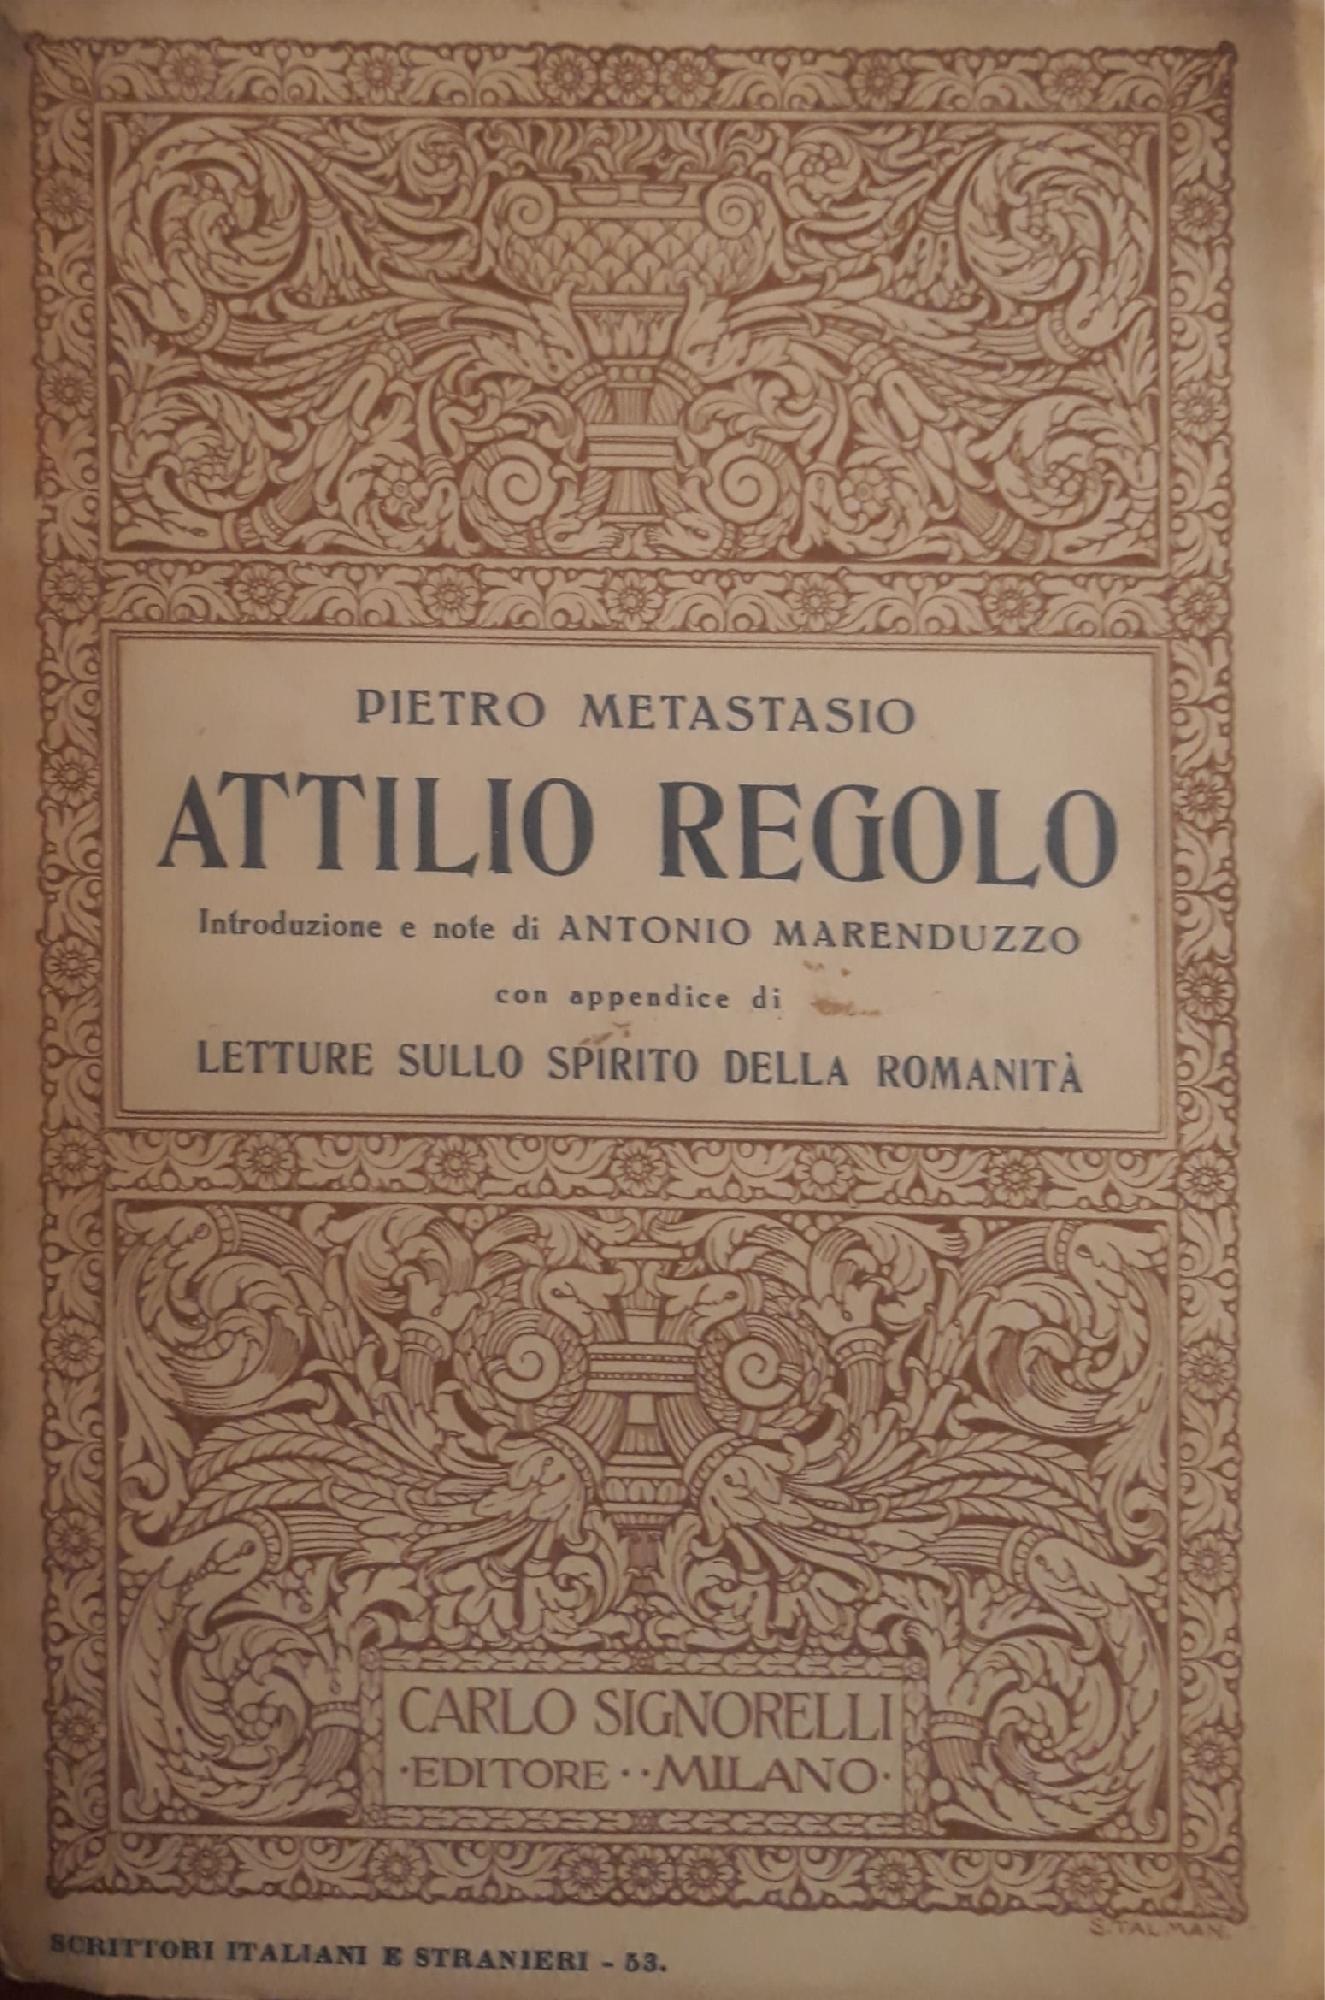 PIETRO METASTASIO
ATTILIO REGOLO
Introduzione e note di ANTONIO MARENDUZZO
con appendice di
LETTURE SULLO SPIRITO DELLA ROMANITÀ
CARLO SIGNORELLI
·EDITORE··MILANO·
S. TALMAN.
SCRITTORI ITALIANI E STRANIERI - 53.